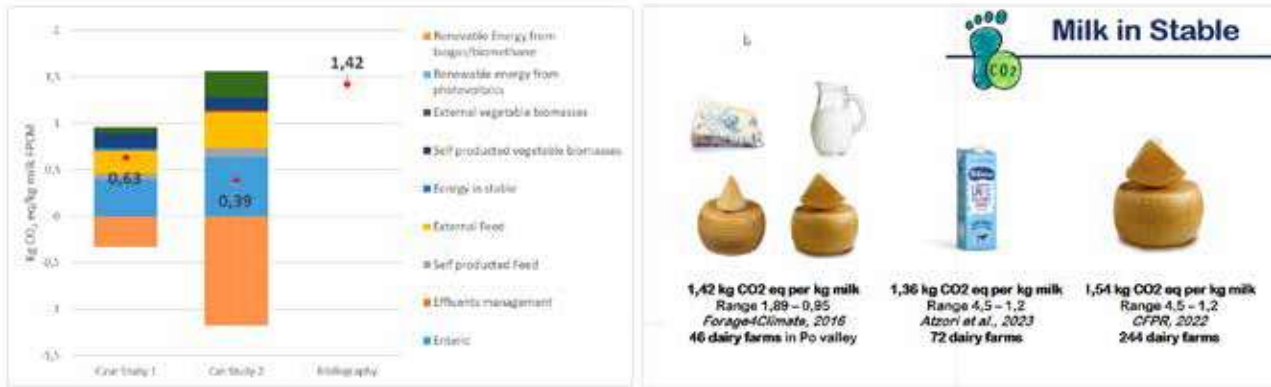 2
1,5
1
0,5
0
-0,5
-1
-1,5
Kg CO2 eq/kg milk FPCM
0,63
0,39
1,42
Case Study 1
Study 2
Bibliography
Renewable Energy from
biogas/biomethane
Renewable energy from
photovoltaics
External vegetable biomasses
Self producted vegetable biomasses
Energy in stable
External Feed
Self producted Feed
Effluents management
Enteric
CO2
Milk in Stable
1,42 kg CO2 eq per kg milk
Range 1,89 – 0,95
Forage4Climate, 2016
46 dairy farms in Po valley
1,36 kg CO2 eq per kg milk
Range 4,5 – 1,2
Atzori et al., 2023
72 dairy farms
1,54 kg CO2 eq per kg milk
Range 4,5 – 1,2
CFPR, 2022
244 dairy farms